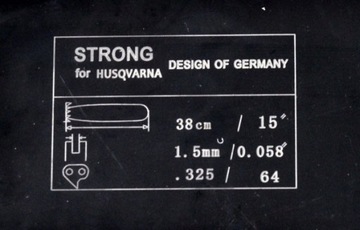 STRONG
for HUSQVARNA
DESIGN OF GERMANY
38cm / 15"
1.5mm /0.058"
.325/ 64